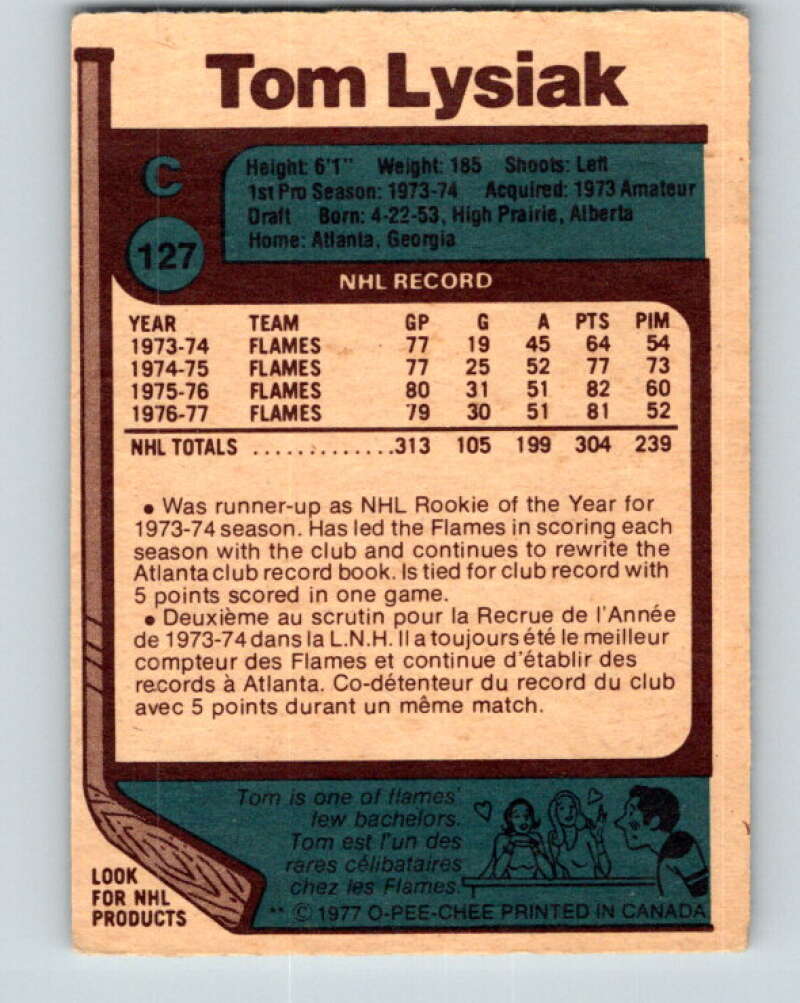 Tom Lysiak
C
Height: 6'1" Weight: 185 Shoots: Left
1st Pro Season: 1973-74 Acquired: 1973 Amateur
Draft Born: 4-22-53, High Prairie, Alberta
Home: Atlanta, Georgia
127
NHL RECORD
YEAR TEAM GP G A PTS PIM
1973-74 FLAMES 77 19 45 64 54
1974-75 FLAMES 77 25 52 77 73
1975-76 FLAMES 80 31 51 82 60
1976-77 FLAMES 79 30 51 81 52
NHL TOTALS .............313 105 199 304 239
• Was runner-up as NHL Rookie of the Year for
1973-74 season. Has led the Flames in scoring each
season with the club and continues to rewrite the
Atlanta club record book. Is tied for club record with
5 points scored in one game.
• Deuxième au scrutin pour la Recrue de l'Année
de 1973-74 dans la L.N.H. Il a toujours été le meilleur
compteur des Flames et continue d'établir des
records à Atlanta. Co-détenteur du record du club
avec 5 points durant un même match.
Tom is one of flames'
few bachelors.
Tom est l'un des
rares célibataires
chez les Flames.
LOOK
FOR NHL
PRODUCTS
** © 1977 O-PEE-CHEE PRINTED IN CANADA